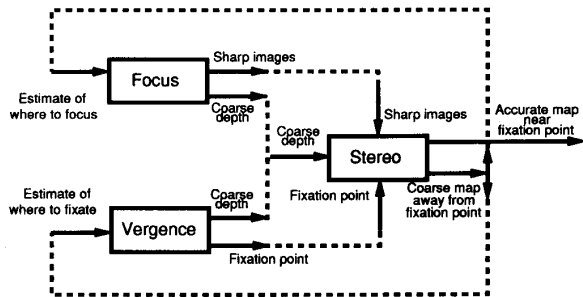 Sharp images
Focus
Estimate of
where to focus
Coarse
depth
Sharp images
Accurate map
near
fixation point
Coarse
depth
Stereo
Estimate of
where to fixate
Coarse
depth
Fixation point
Coarse map
away from
fixation point
Vergence
Fixation point